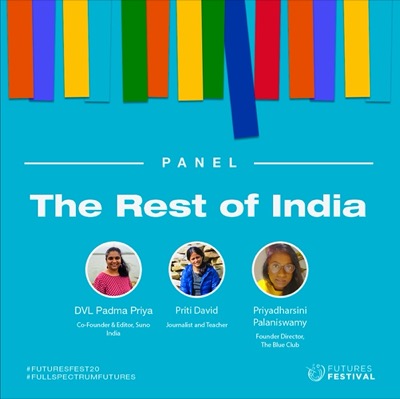 PANEL
The Rest of India
DVL Padma Priya
Co-Founder & Editor, Suno
India
Priti David
Journalist and Teacher
Priyadharsini
Palaniswamy
Founder Director,
The Blue Club
#FUTURESFEST20
#FULLSPECTRUMFUTURES
FUTURES
FESTIVAL